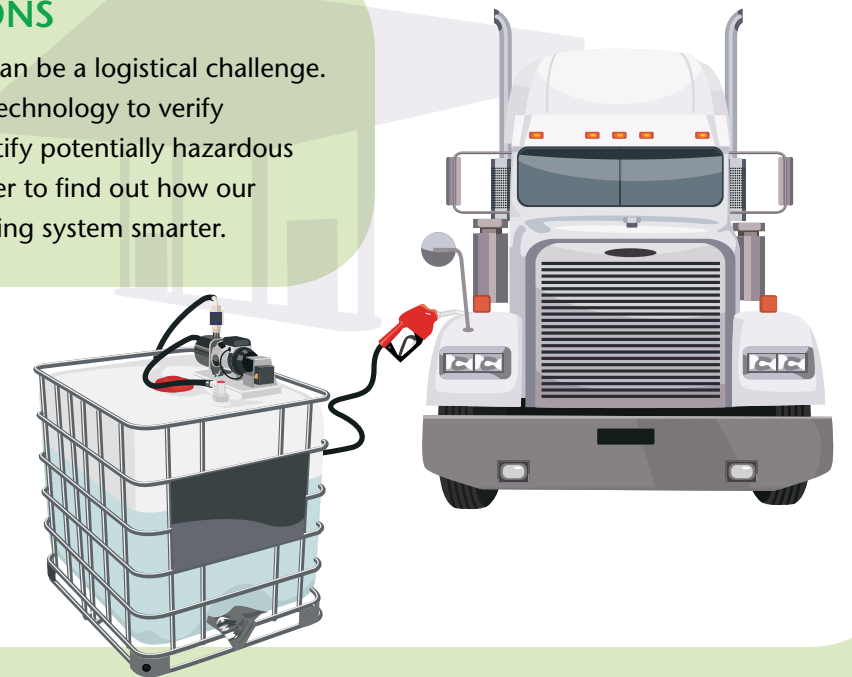 ONS
an be a logistical challenge.
echnology to verify
tify potentially hazardous
er to find out how our
ing system smarter.